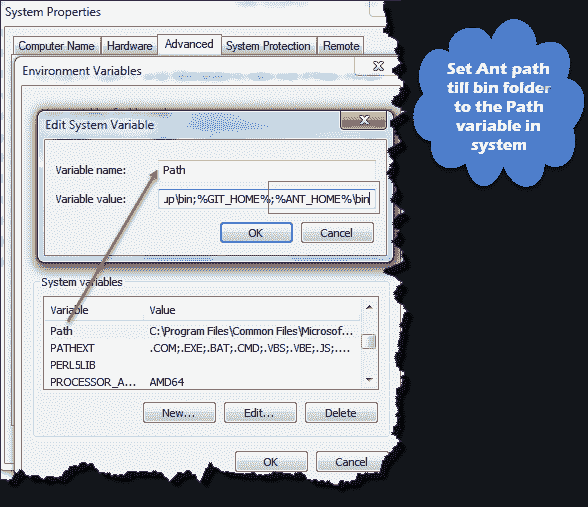 System Properties
Computer Name Hardware Advanced System Protection Remote
Environment Variables
Edit System Variable
Variable name: Path
Variable value: up\bin;%GIT_HOME%;%ANT_HOME%\bin
OK Cancel
System variables
Variable Value
Path C:\Program Files\Common Files\Microsof...
PATHEXT .COM;.EXE;.BAT;.CMD;.VBS;.VBE;.JS;....
PERL5LIB
PROCESSOR_A... AMD64
New... Edit... Delete
OK Cancel
Set Ant path
till bin folder
to the Path
variable in
system